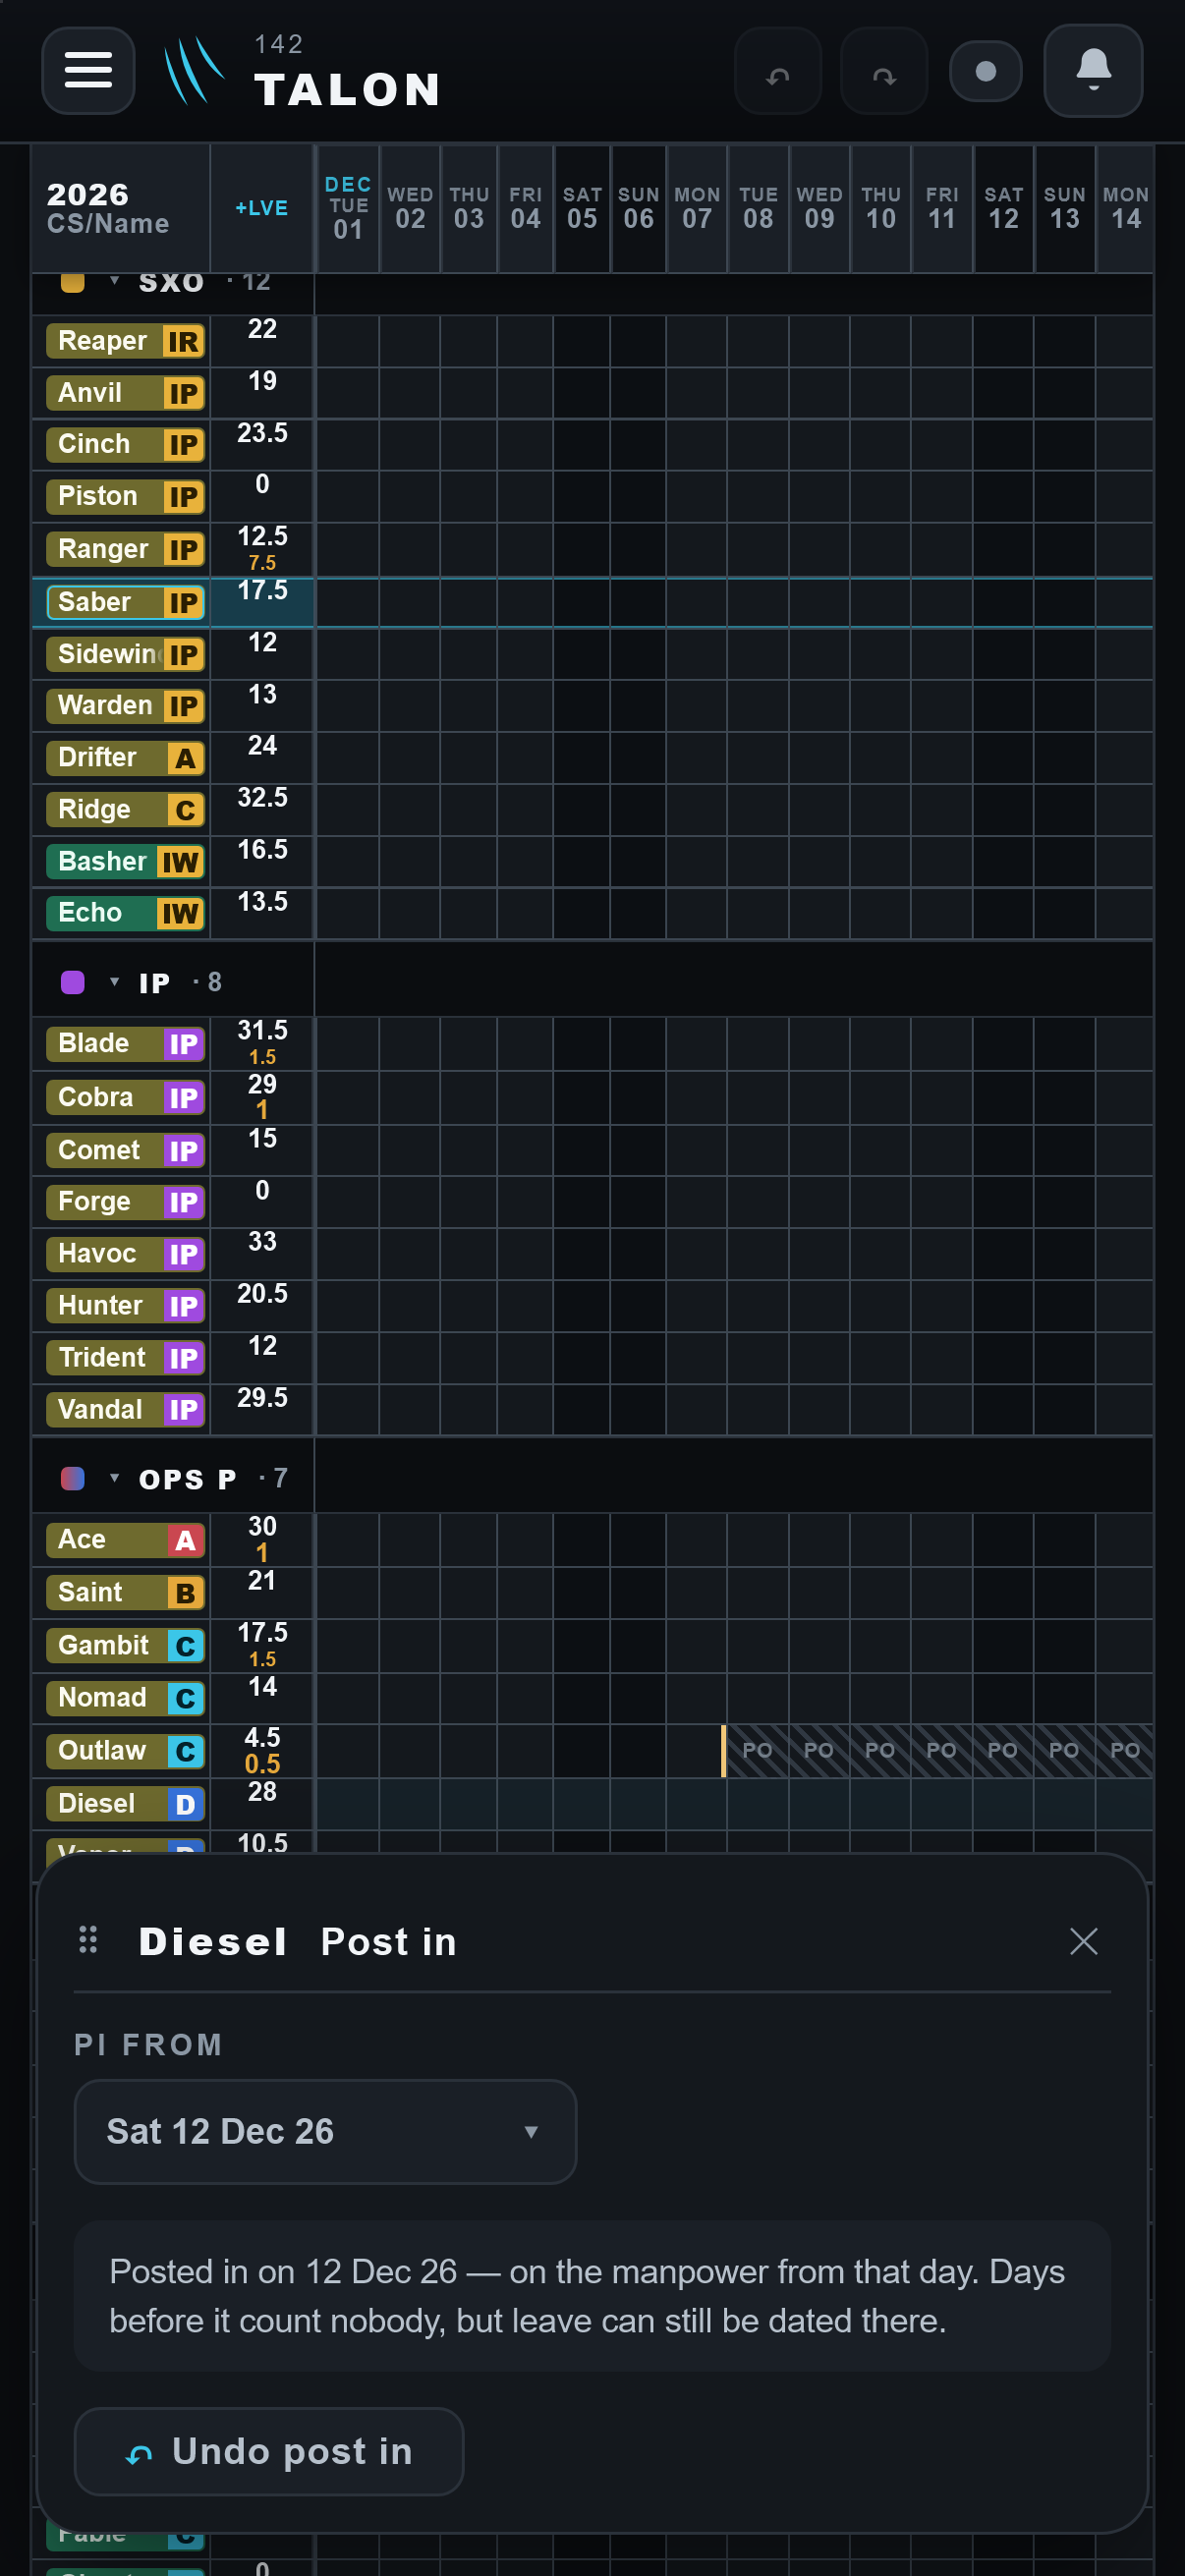 142
TALON
2026
CS/Name
+LVE
DEC
TUE WED THU FRI SAT SUN MON TUE WED THU FRI SAT SUN MON
01 02 03 04 05 06 07 08 09 10 11 12 13 14
SXO · 12
Reaper IR 22
Anvil IP 19
Cinch IP 23.5
Piston IP 0
Ranger IP 12.5
7.5
Saber IP 17.5
Sidewin IP 12
Warden IP 13
Drifter A 24
Ridge C 32.5
Basher IW 16.5
Echo IW 13.5
IP · 8
Blade IP 31.5
1.5
Cobra IP 29
1
Comet IP 15
Forge IP 0
Havoc IP 33
Hunter IP 20.5
Trident IP 12
Vandal IP 29.5
OPS P · 7
Ace A 30
1
Saint B 21
Gambit C 17.5
1.5
Nomad C 14
Outlaw C 4.5 PO PO PO PO PO PO PO
0.5
Diesel D 28
10.5
Diesel Post in
PI FROM
Sat 12 Dec 26
Posted in on 12 Dec 26 — on the manpower from that day. Days
before it count nobody, but leave can still be dated there.
Undo post in